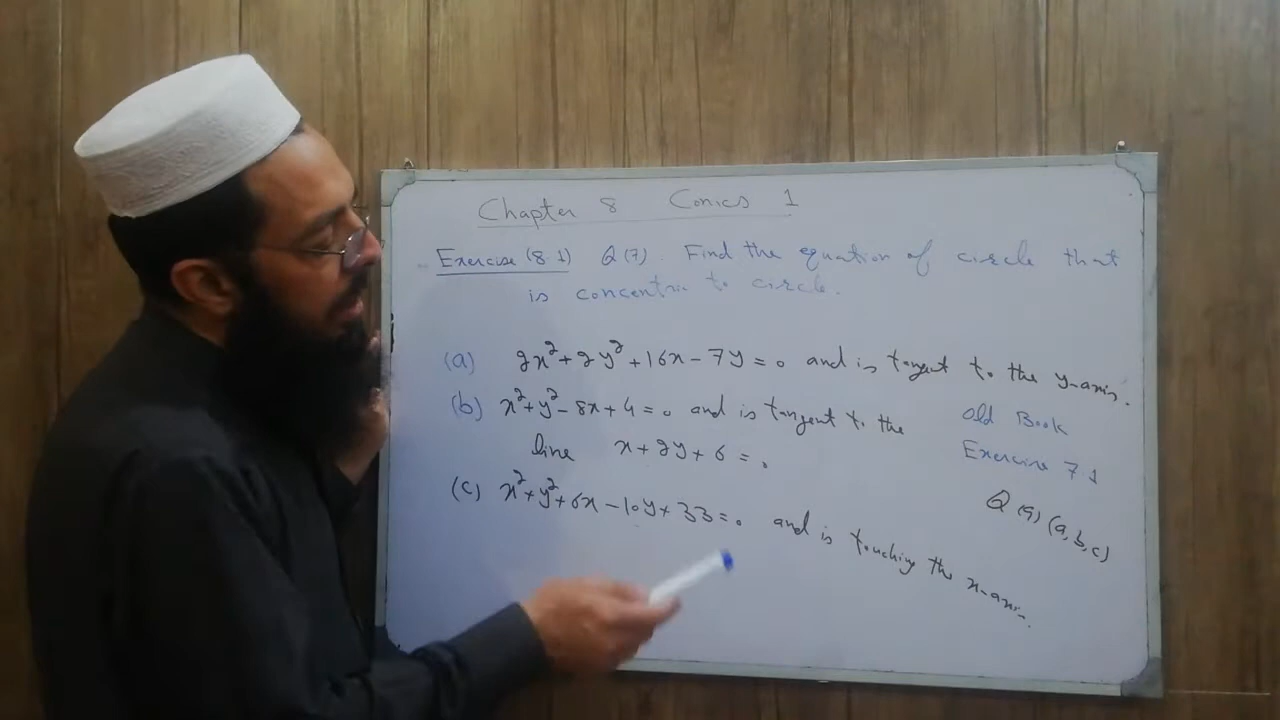 Chapter 8 Conics 1
Exercise (8.1) Q (7). Find the equation of circle that
is concentric to circle.
(a) 2x²+2y²+16x-7y=0 and is tangent to the y-axis.
(b) x²+y²-8x+4=0 and is tangent to the
line x+2y+6=0
(c) x²+y²+6x-10y+33=0 and is touching the x-axis.
Old Book
Exercise 7.1
Q (9) (a,b,c)